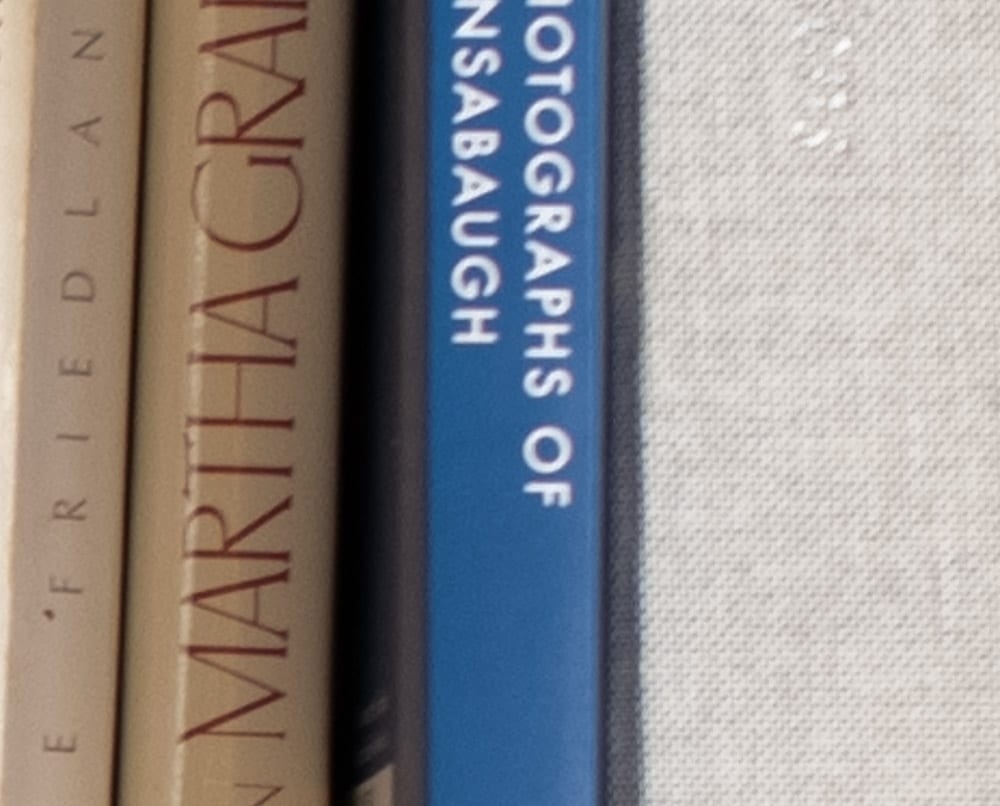 E FRIEDLAN
N MARTHA GRA
OTOGRAPHS OF
NSABAUGH